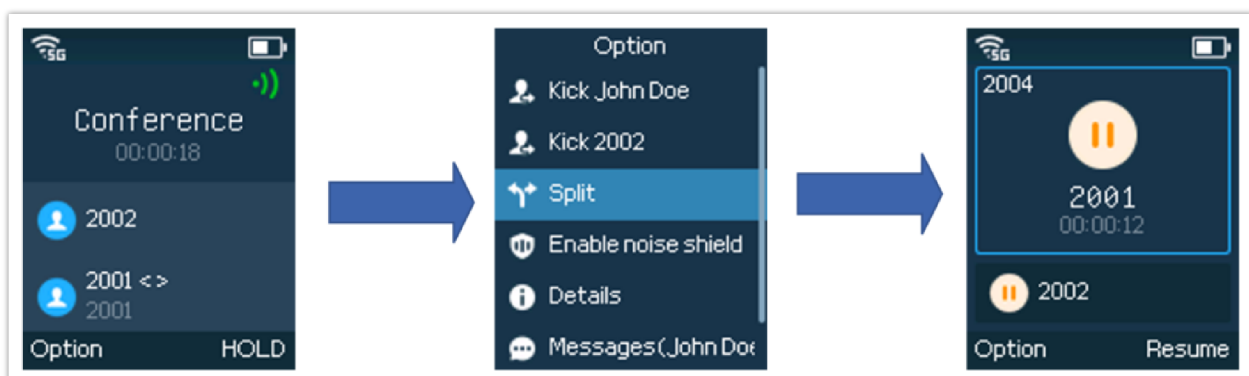 5G
Conference
00:00:18
2002
2001 < >
2001
Option HOLD
Option
Kick John Doe
Kick 2002
Split
Enable noise shield
Details
Messages(John Doe
5G
2004
2001
00:00:12
2002
Option Resume